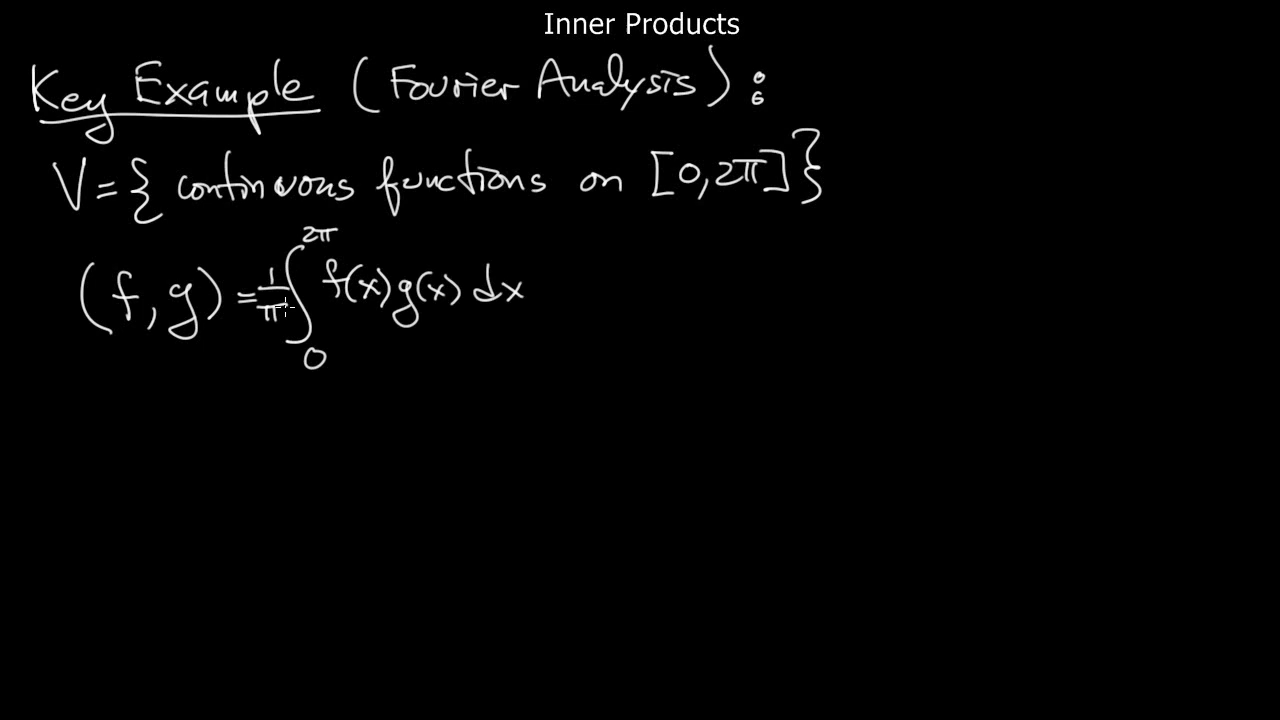 Inner Products
Key Example (Fourier Analysis):
V = { continuous functions on [0, 2π] }
(f, g) = 1/π ∫₀^2π f(x) g(x) dx